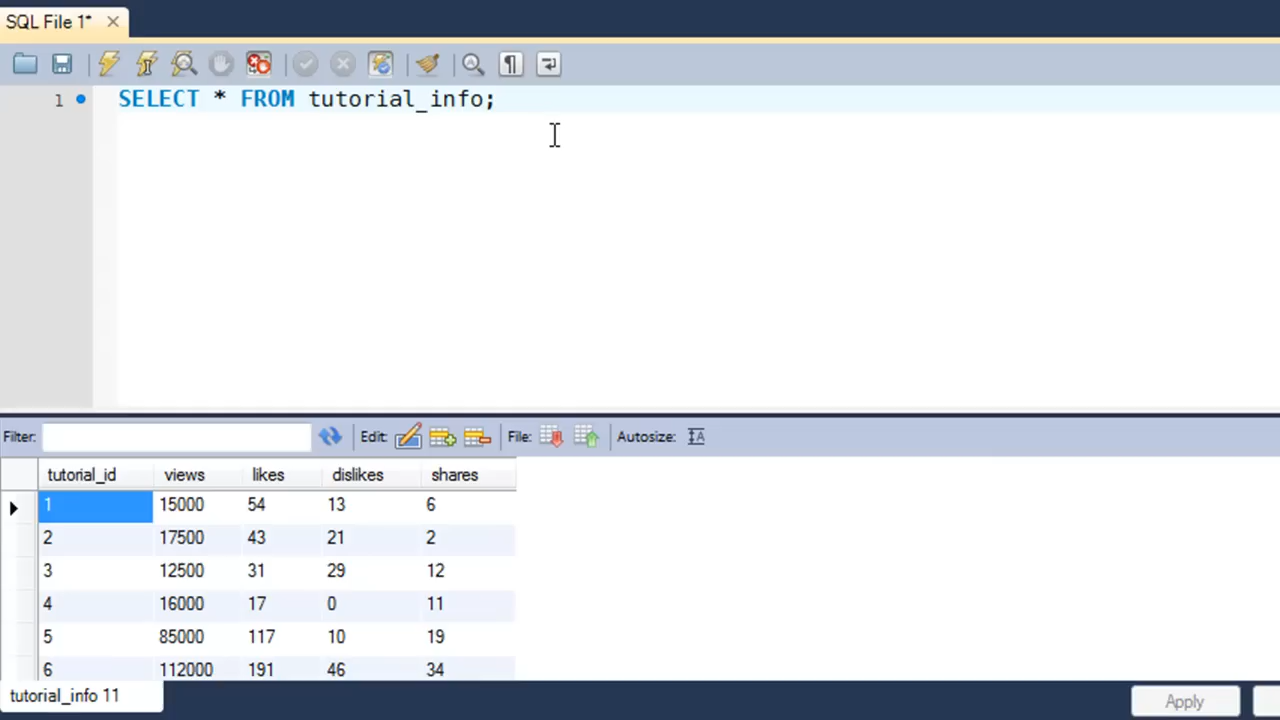 SQL File 1*
1 SELECT * FROM tutorial_info;
Filter: Edit: File: Autosize:
tutorial_id views likes dislikes shares
1 15000 54 13 6
2 17500 43 21 2
3 12500 31 29 12
4 16000 17 0 11
5 85000 117 10 19
6 112000 191 46 34
tutorial_info 11
Apply